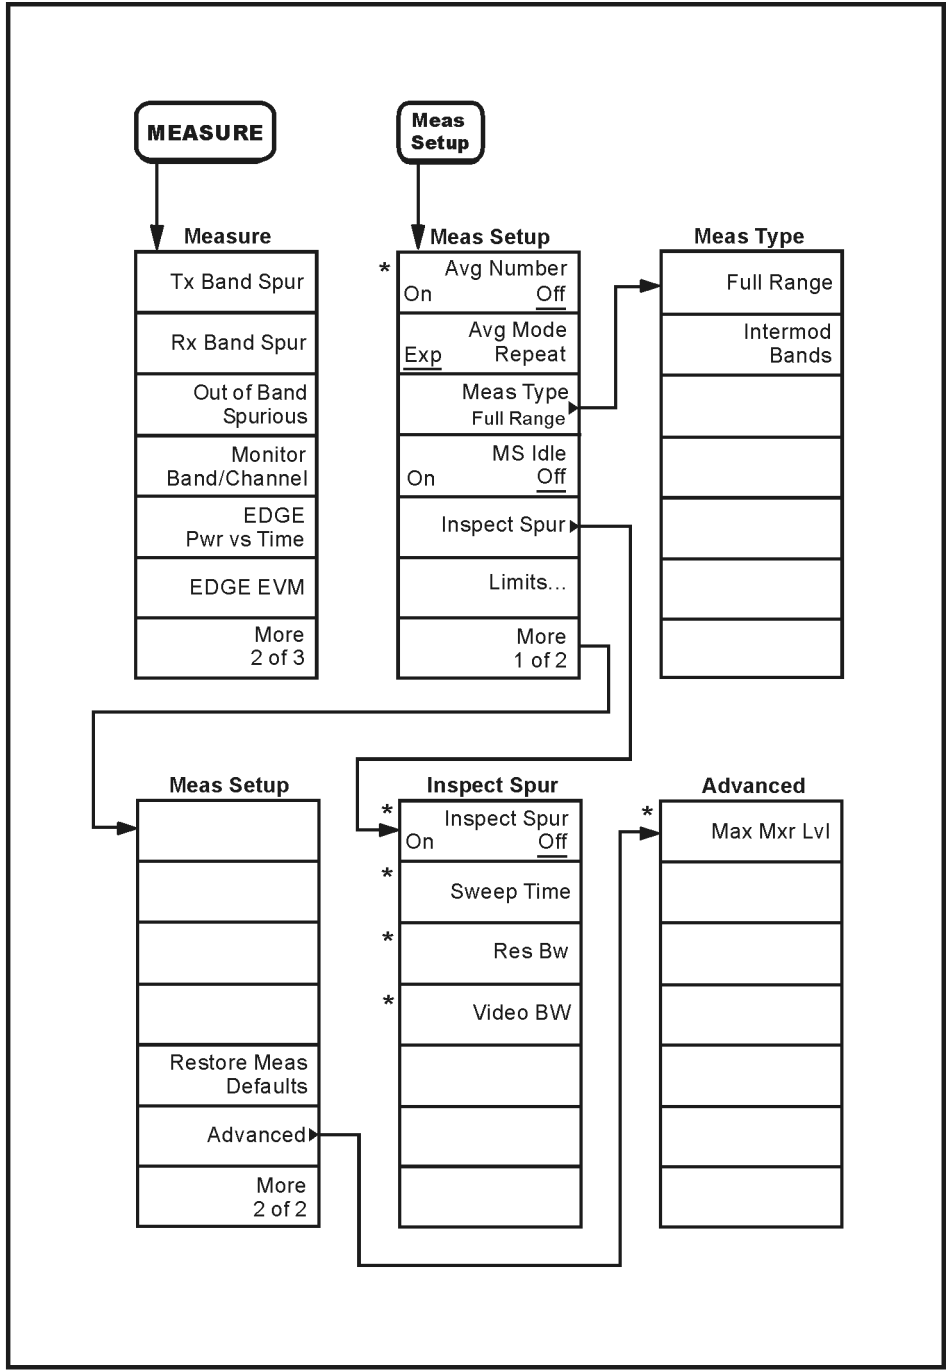 MEASURE
Meas
Setup
Measure
Tx Band Spur
Rx Band Spur
Out of Band
Spurious
Monitor
Band/Channel
EDGE
Pwr vs Time
EDGE EVM
More
2 of 3
Meas Setup
* Avg Number
On Off
Avg Mode
Exp Repeat
Meas Type
Full Range
MS Idle
On Off
Inspect Spur
Limits...
More
1 of 2
Meas Type
Full Range
Intermod
Bands
Meas Setup
Restore Meas
Defaults
Advanced
More
2 of 2
Inspect Spur
* Inspect Spur
On Off
* Sweep Time
* Res Bw
* Video BW
Advanced
* Max Mxr Lvl